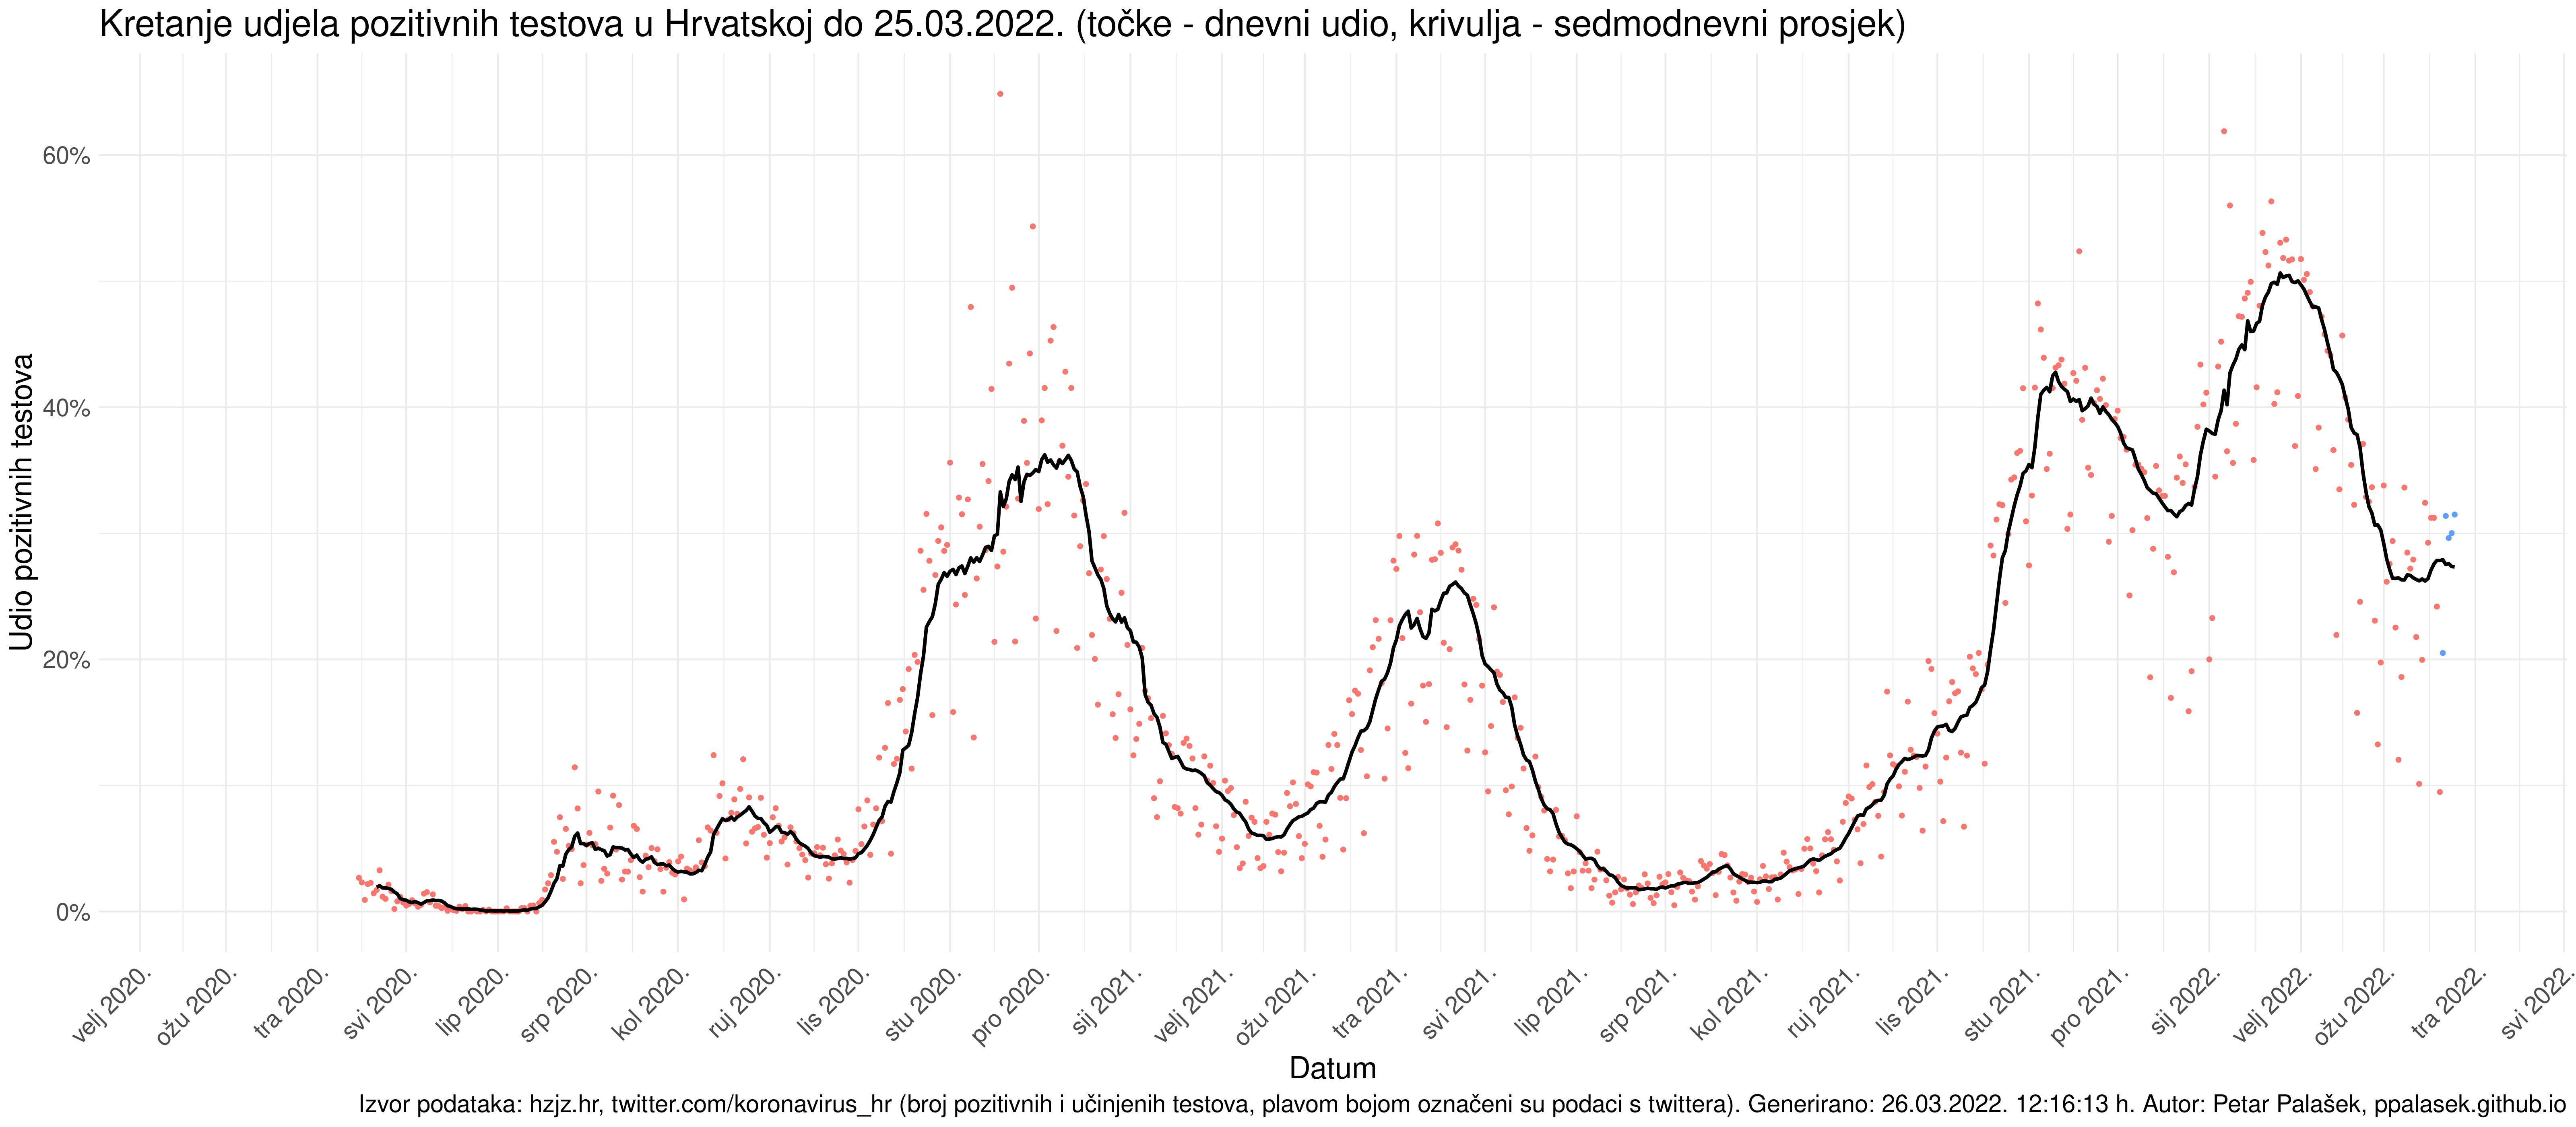 Kretanje udjela pozitivnih testova u Hrvatskoj do 25.03.2022. (točke - dnevni udio, krivulja - sedmodnevni prosjek)
Udio pozitivnih testova
60%
40%
20%
0%
velj 2020.
ožu 2020.
tra 2020.
svi 2020.
lip 2020.
srp 2020.
kol 2020.
ruj 2020.
lis 2020.
stu 2020.
pro 2020.
sij 2021.
velj 2021.
ožu 2021.
tra 2021.
svi 2021.
lip 2021.
srp 2021.
kol 2021.
ruj 2021.
lis 2021.
stu 2021.
pro 2021.
sij 2022.
velj 2022.
ožu 2022.
tra 2022.
svi 2022.
Datum
Izvor podataka: hzjz.hr, twitter.com/koronavirus_hr (broj pozitivnih i učinjenih testova, plavom bojom označeni su podaci s twittera). Generirano: 26.03.2022. 12:16:13 h. Autor: Petar Palašek, ppalasek.github.io